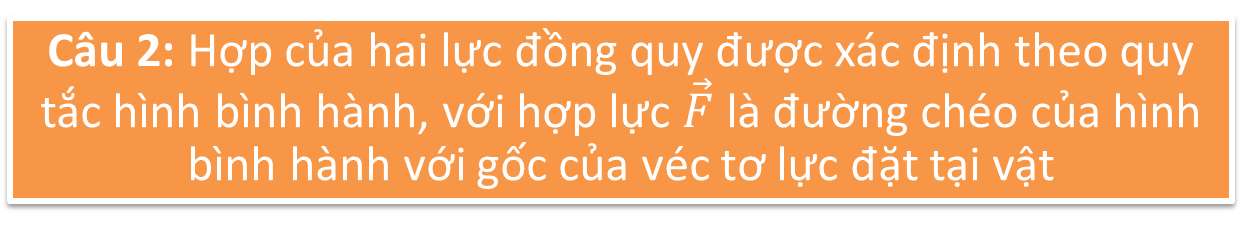 Câu 2: Hợp của hai lực đồng quy được xác định theo quy
tắc hình bình hành, với hợp lực $\vec{F}$ là đường chéo của hình
bình hành với gốc của véc tơ lực đặt tại vật